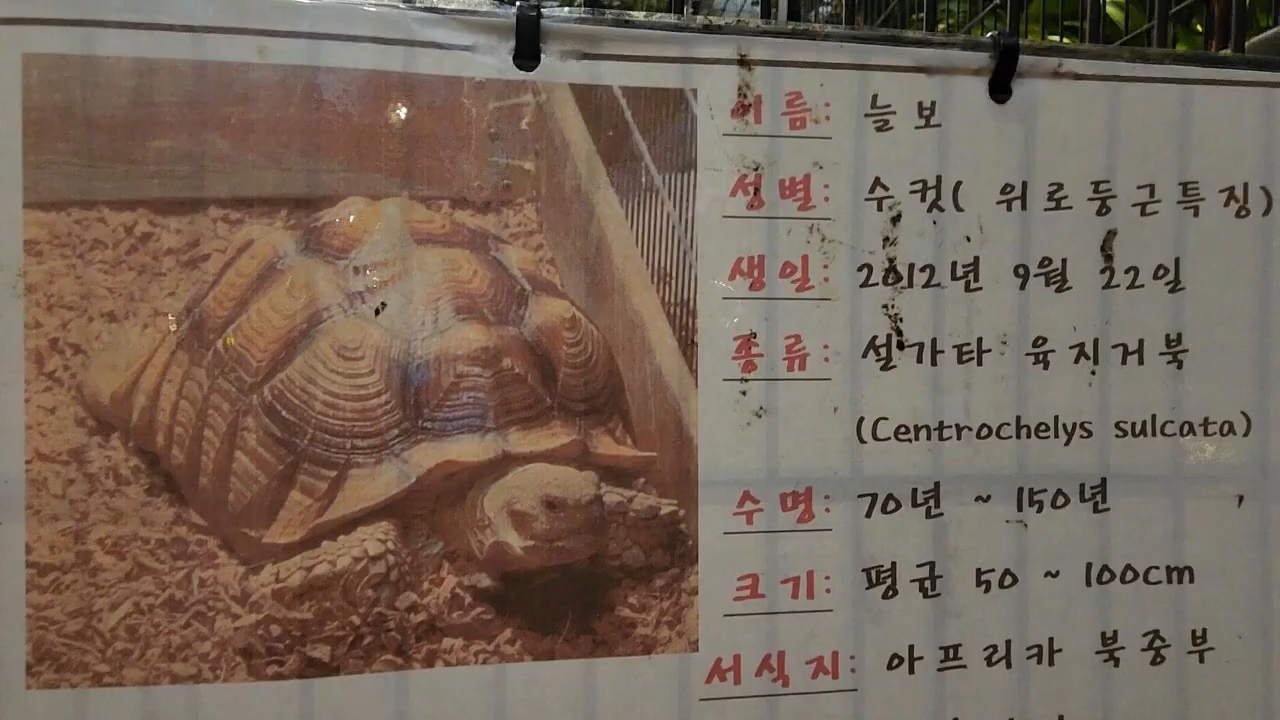 이름: 늘보
성별: 수컷( 위로둥근특징)
생일: 2012년 9월 22일
종류: 설가타 육지거북
(Centrochelys sulcata)
수명: 70년 ~ 150년
크기: 평균 50 ~ 100cm
서식지: 아프리카 북중부